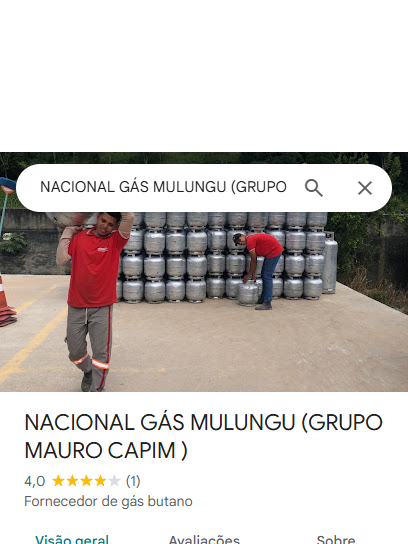 NACIONAL GÁS MULUNGU (GRUPO
NACIONAL GÁS MULUNGU (GRUPO
MAURO CAPIM )
4,0 (1)
Fornecedor de gás butano
Visão geral Avaliações Sobre